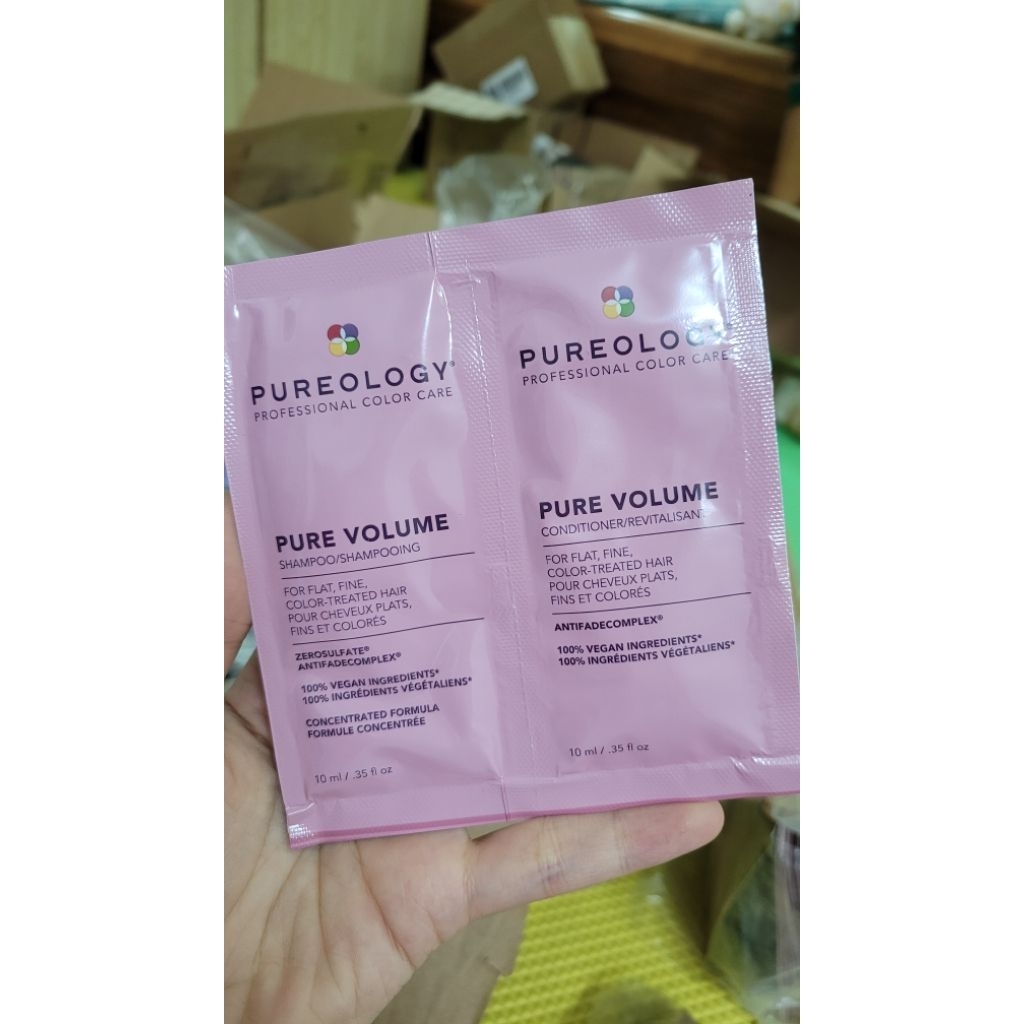 PUREOLOGY®
PROFESSIONAL COLOR CARE
PURE VOLUME
SHAMPOO/SHAMPOOING
FOR FLAT, FINE,
COLOR-TREATED HAIR
POUR CHEVEUX PLATS,
FINS ET COLORÉS
ZEROSULFATE®
ANTIFADECOMPLEX®
100% VEGAN INGREDIENTS*
100% INGRÉDIENTS VÉGÉTALIENS*
CONCENTRATED FORMULA
FORMULE CONCENTRÉE
10 ml / .35 fl oz
PUREOLOGY
PROFESSIONAL COLOR CARE
PURE VOLUME
CONDITIONER/REVITALISANT
FOR FLAT, FINE,
COLOR-TREATED HAIR
POUR CHEVEUX PLATS,
FINS ET COLORÉS
ANTIFADECOMPLEX®
100% VEGAN INGREDIENTS*
100% INGRÉDIENTS VÉGÉTALIENS*
10 ml / .35 fl oz